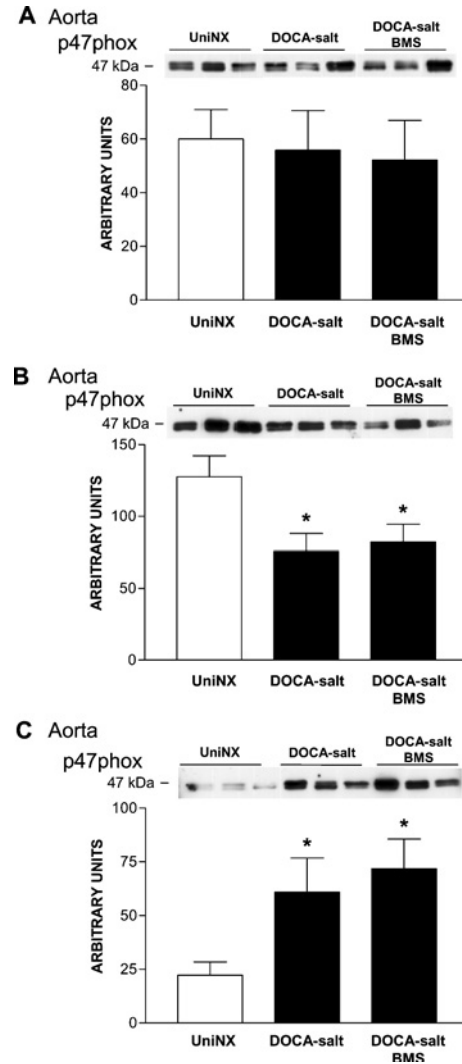 A Aorta
p47phox
UniNX DOCA-salt DOCA-salt BMS
47 kDa –
80
60
40
20
0
ARBITRARY UNITS
UniNX DOCA-salt DOCA-salt BMS
B Aorta
p47phox
UniNX DOCA-salt DOCA-salt BMS
47 kDa –
150
100
50
0
ARBITRARY UNITS
* *
UniNX DOCA-salt DOCA-salt BMS
C Aorta
p47phox
UniNX DOCA-salt DOCA-salt BMS
47 kDa –
100
75
50
25
0
ARBITRARY UNITS
* *
UniNX DOCA-salt DOCA-salt BMS